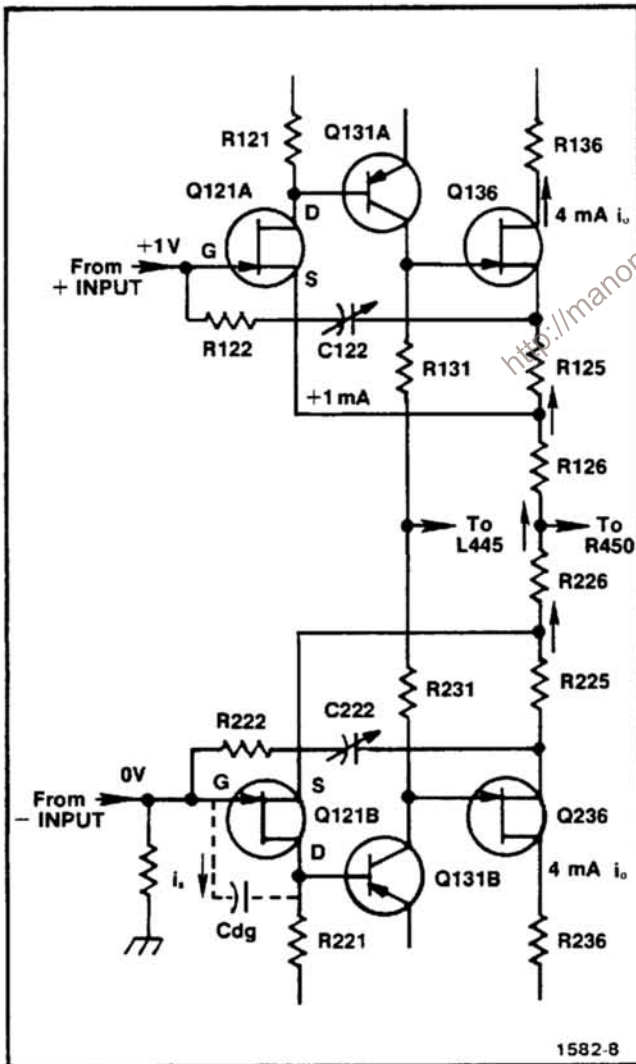 R121
Q131A
R136
Q121A
D
Q136
4 mA io
+1V
G
From
+ INPUT
S
R122
C122
R131
R125
+1 mA
R126
To
L445
To
R450
R226
R231
R225
R222
C222
0V
From
− INPUT
G
S
Q121B
Q236
D
is
Q131B
4 mA io
Cdg
R221
R236
1582-8